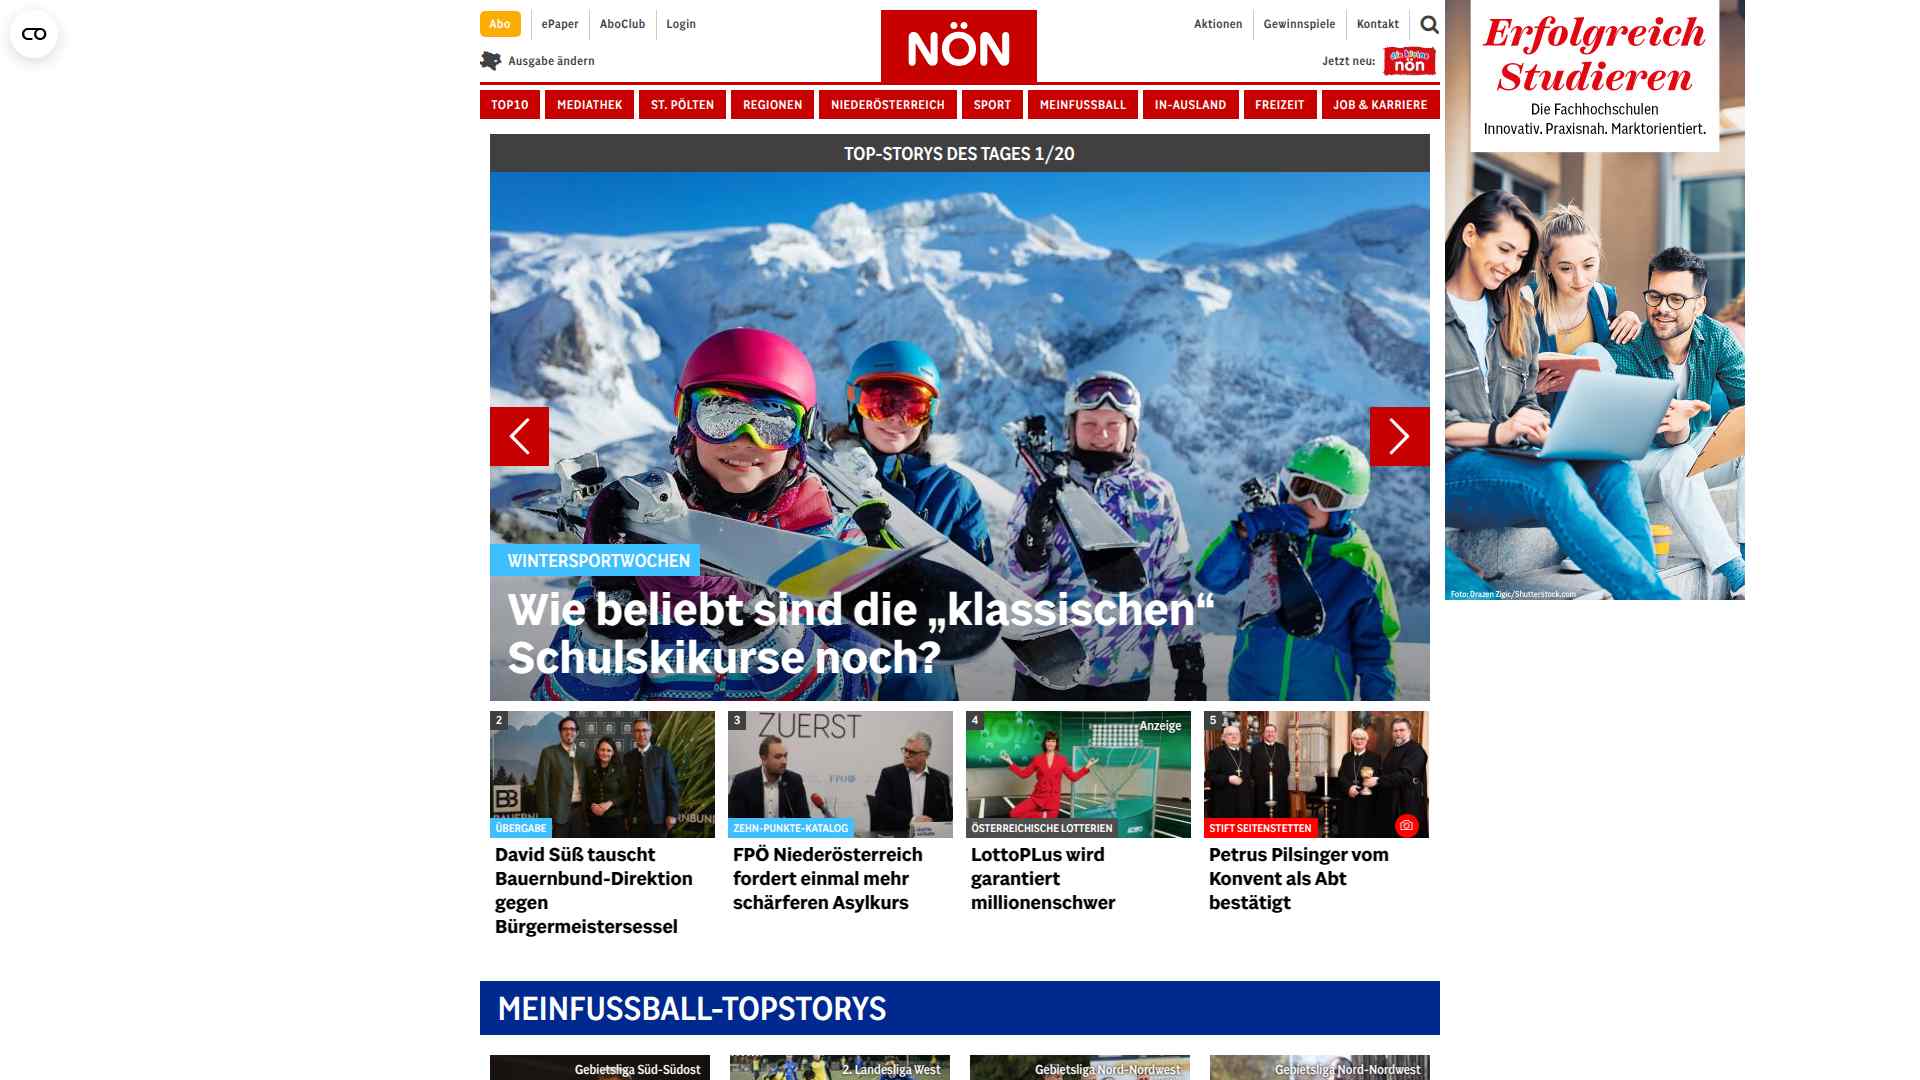 Abo
ePaper
AboClub
Login
NÖN
Aktionen
Gewinnspiele
Kontakt
Ausgabe ändern
Jetzt neu:
nön
TOP10
MEDIATHEK
ST. PÖLTEN
REGIONEN
NIEDERÖSTERREICH
SPORT
MEINFUSSBALL
IN-AUSLAND
FREIZEIT
JOB & KARRIERE
Erfolgreich
Studieren
Die Fachhochschulen
Innovativ. Praxisnah. Marktorientiert.
Foto: Drazen Zigic/Shutterstock.com
TOP-STORYS DES TAGES 1/20
WINTERSPORTWOCHEN
Wie beliebt sind die „klassischen“
Schulskikurse noch?
2
ÜBERGABE
David Süß tauscht
Bauernbund-Direktion
gegen
Bürgermeistersessel
3
ZUERST
FPÖ
ZEHN-PUNKTE-KATALOG
FPÖ Niederösterreich
fordert einmal mehr
schärferen Asylkurs
4
Anzeige
ÖSTERREICHISCHE LOTTERIEN
LottoPLus wird
garantiert
millionenschwer
5
STIFT SEITENSTETTEN
Petrus Pilsinger vom
Konvent als Abt
bestätigt
MEINFUSSBALL-TOPSTORYS
Gebietsliga Süd-Südost
2. Landesliga West
Gebietsliga Nord-Nordwest
Gebietsliga Nord-Nordwest